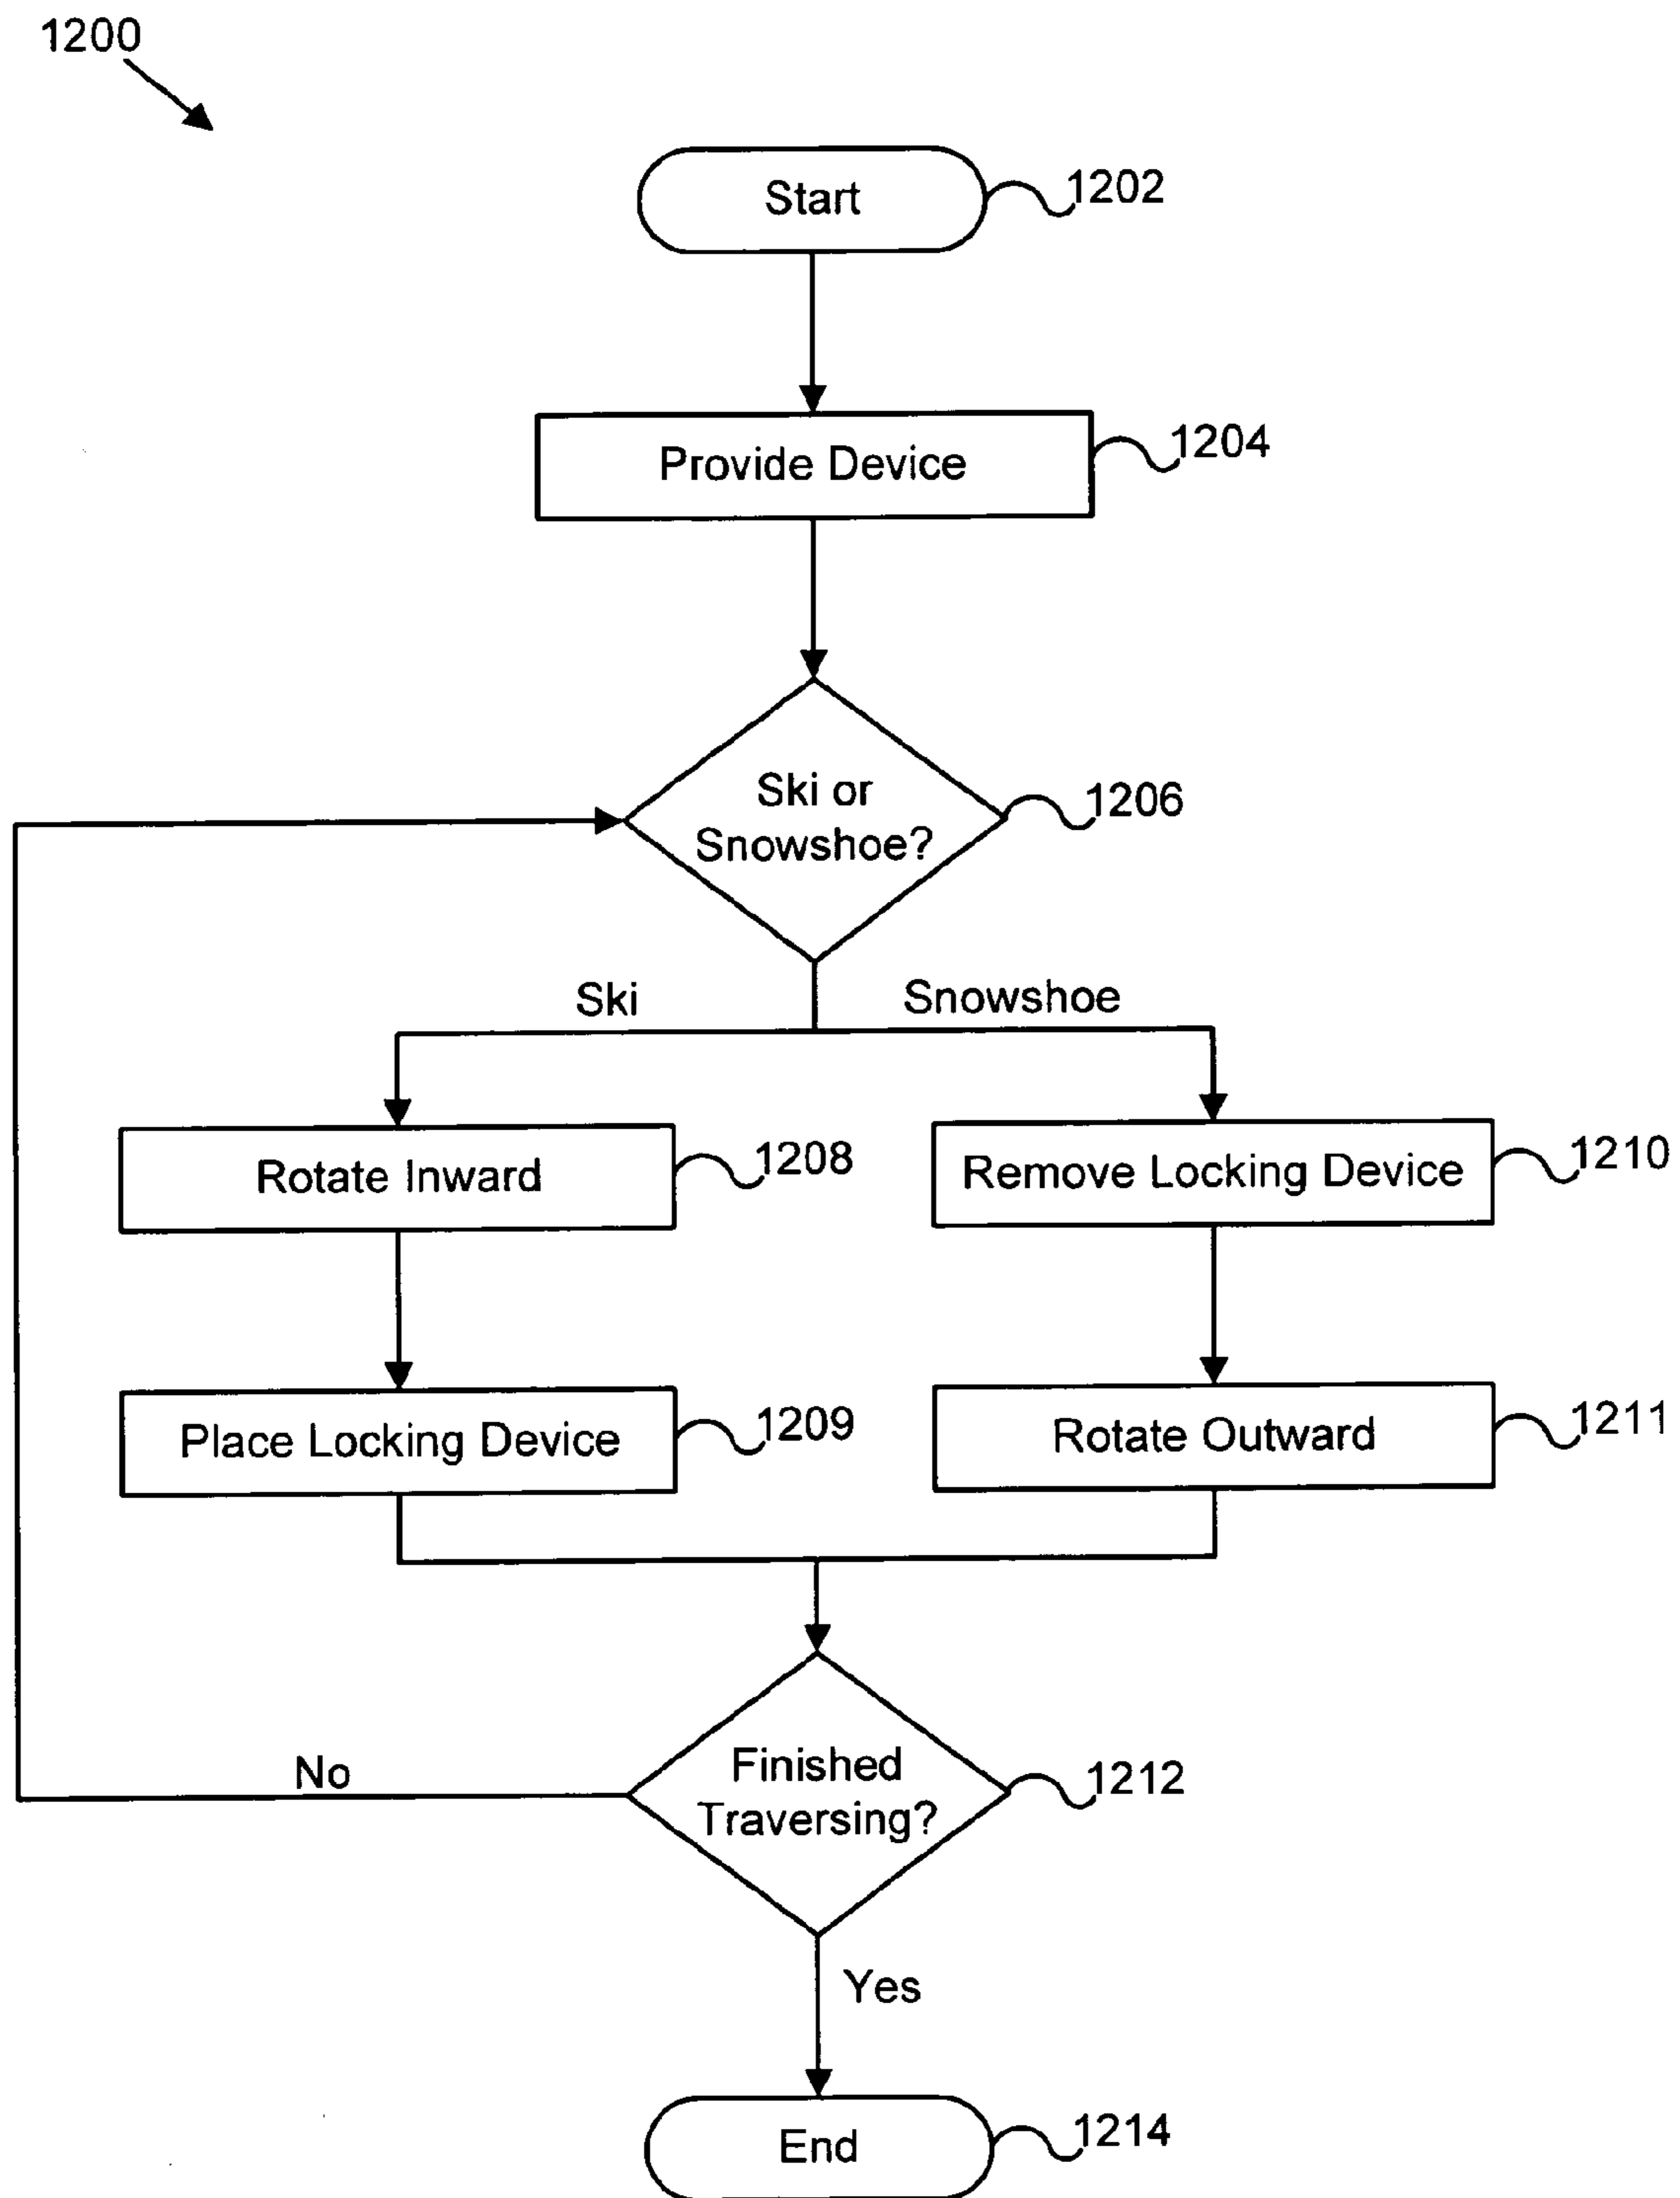 1200
Start
1202
Provide Device
1204
Ski or
Snowshoe?
1206
Ski
Snowshoe
Rotate Inward
1208
Remove Locking Device
1210
Place Locking Device
1209
Rotate Outward
1211
Finished
Traversing?
1212
No
Yes
End
1214